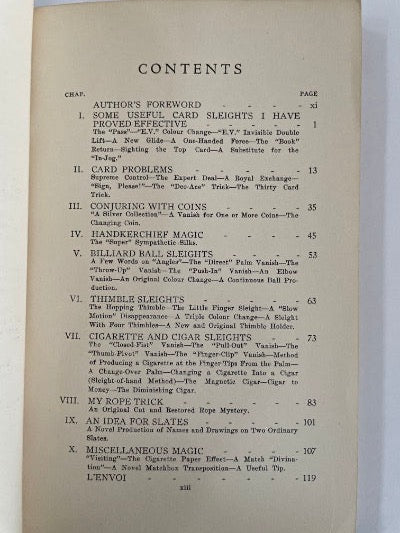 CONTENTS
CHAP. PAGE
AUTHOR'S FOREWORD - - - - xi
I. SOME USEFUL CARD SLEIGHTS I HAVE
PROVED EFFECTIVE - - - - - 1
The "Pass"—"E.V." Colour Change—"E.V." Invisible Double
Lift—A New Glide—A One-Handed Force—The "Book"
Return—Sighting the Top Card—A Substitute for the
"In-Jog."
II. CARD PROBLEMS - - - - - 13
Supreme Control—The Expert Deal—A Royal Exchange—
"Sign, Please!"—The "Dec-Ace" Trick—The Thirty Card
Trick.
III. CONJURING WITH COINS - - - - 35
"A Silver Collection"—A Vanish for One or More Coins—The
Changing Coin.
IV. HANDKERCHIEF MAGIC - - - - 45
The "Super" Sympathetic Silks.
V. BILLIARD BALL SLEIGHTS - - - - 53
A Few Words on "Angles"—The "Direct" Palm Vanish—The
"Throw-Up" Vanish—The "Push-In" Vanish—An Elbow
Vanish—An Original Colour Change—A Continuous Ball Pro-
duction.
VI. THIMBLE SLEIGHTS - - - - 63
The Hopping Thimble—The Little Finger Sleight—A "Slow
Motion" Disappearance—A Triple Colour Change—A Sleight
With Four Thimbles—A New and Original Thimble Holder.
VII. CIGARETTE AND CIGAR SLEIGHTS - - 73
The "Closed-Fist" Vanish—The "Pull-Out" Vanish—The
"Thumb-Pivot" Vanish—The "Finger-Clip" Vanish—Method
of Producing a Cigarette at the Finger Tips From the Palm—
A Change-Over Palm—Changing a Cigarette Into a Cigar
(Sleight-of-hand Method)—The Magnetic Cigar—Cigar to
Money—The Diminishing Cigar.
VIII. MY ROPE TRICK - - - - - 83
An Original Cut and Restored Rope Mystery.
IX. AN IDEA FOR SLATES - - - - 101
A Novel Production of Names and Drawings on Two Ordinary
Slates.
X. MISCELLANEOUS MAGIC - - - - 107
"Visiting"—The Cigarette Paper Effect—A Match "Divina-
tion"—A Novel Matchbox Transposition—A Useful Tip.
L'ENVOI - - - - - - 119
xiii